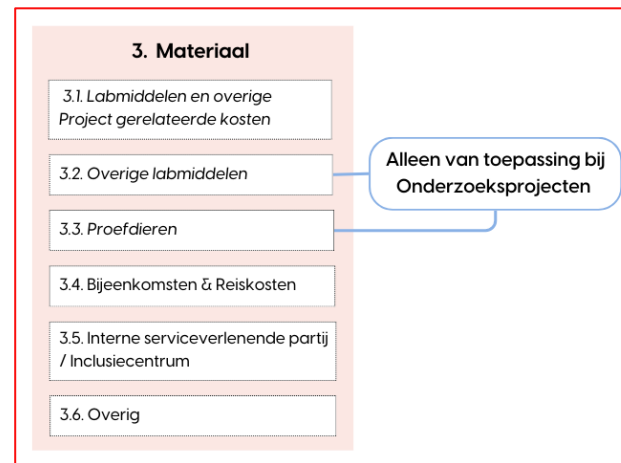 3. Materiaal
3.1. Labmiddelen en overige
Project gerelateerde kosten
3.2. Overige labmiddelen
3.3. Proefdieren
3.4. Bijeenkomsten & Reiskosten
3.5. Interne serviceverlenende partij
/ Inclusiecentrum
3.6. Overig
Alleen van toepassing bij
Onderzoeksprojecten